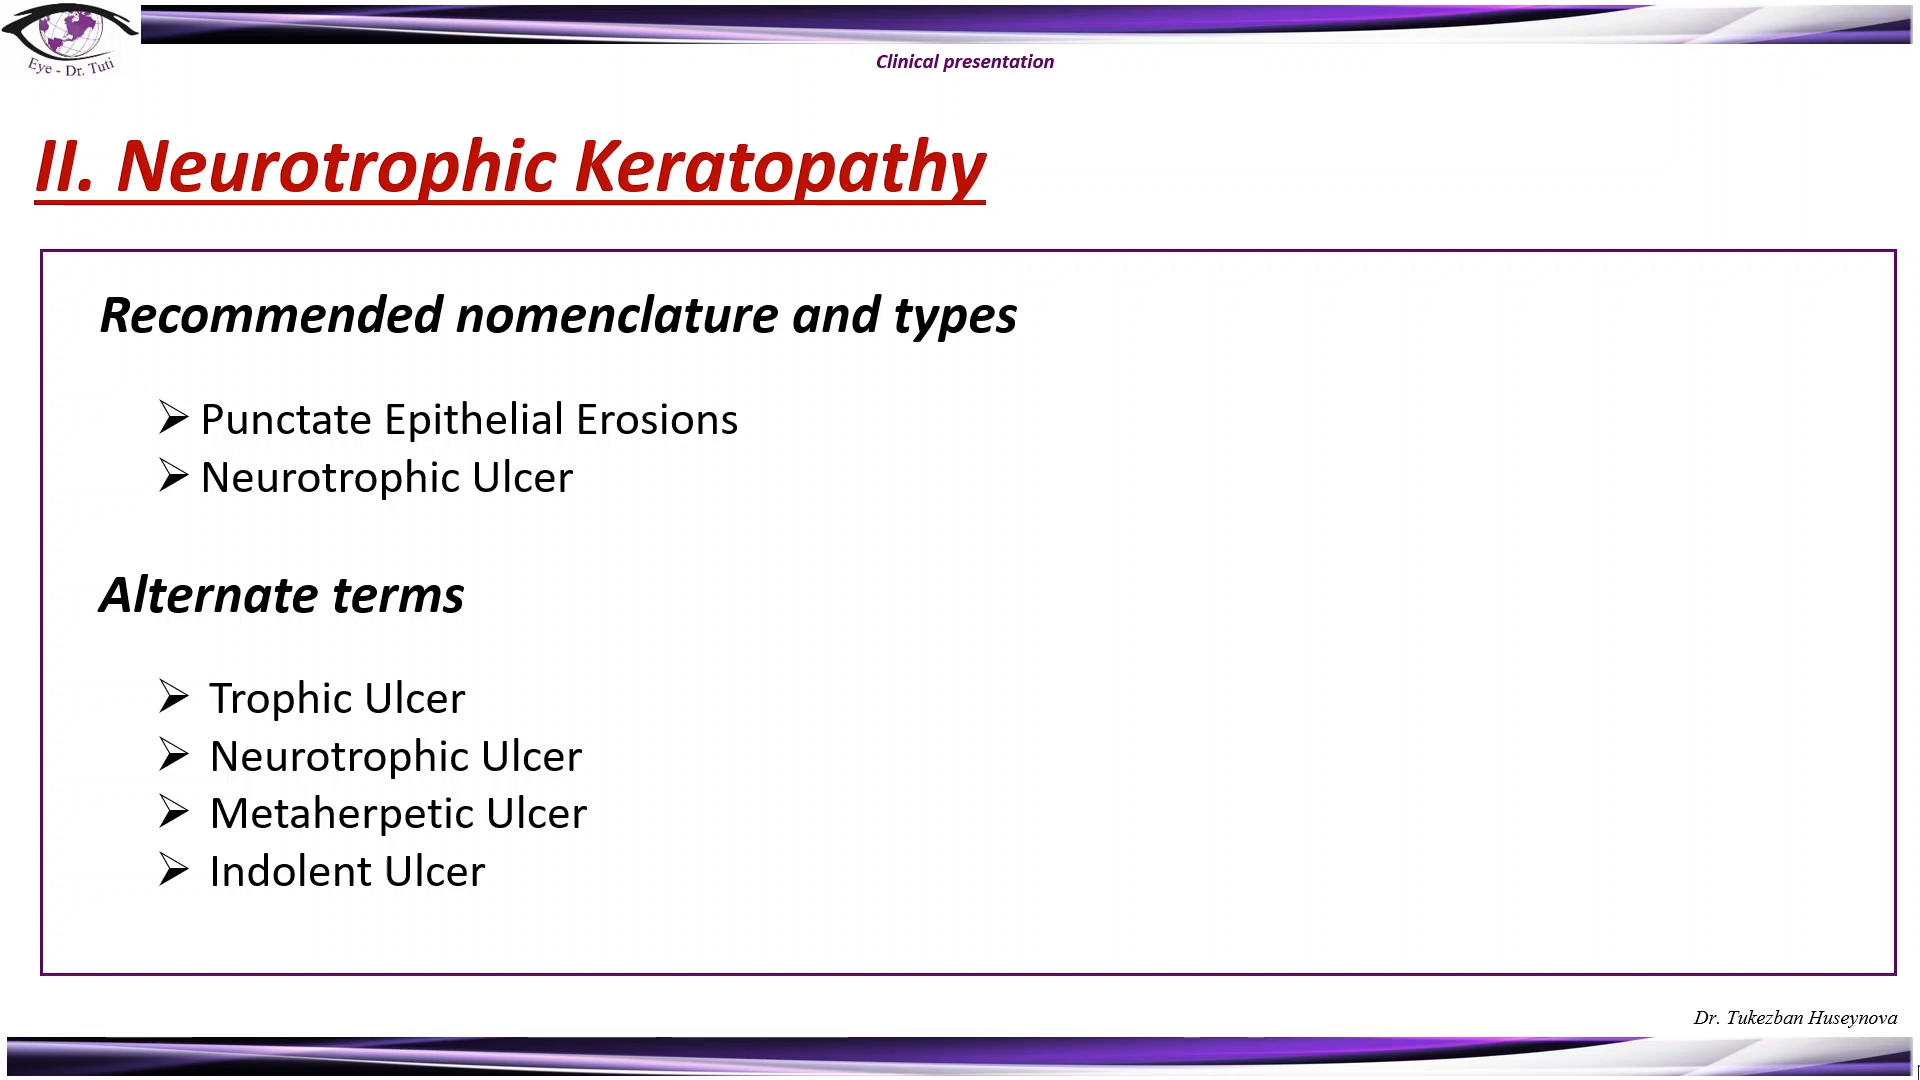 Eye - Dr. Tuti
Clinical presentation
II. Neurotrophic Keratopathy
Recommended nomenclature and types
Punctate Epithelial Erosions
Neurotrophic Ulcer
Alternate terms
Trophic Ulcer
Neurotrophic Ulcer
Metaherpetic Ulcer
Indolent Ulcer
Dr. Tukezban Huseynova